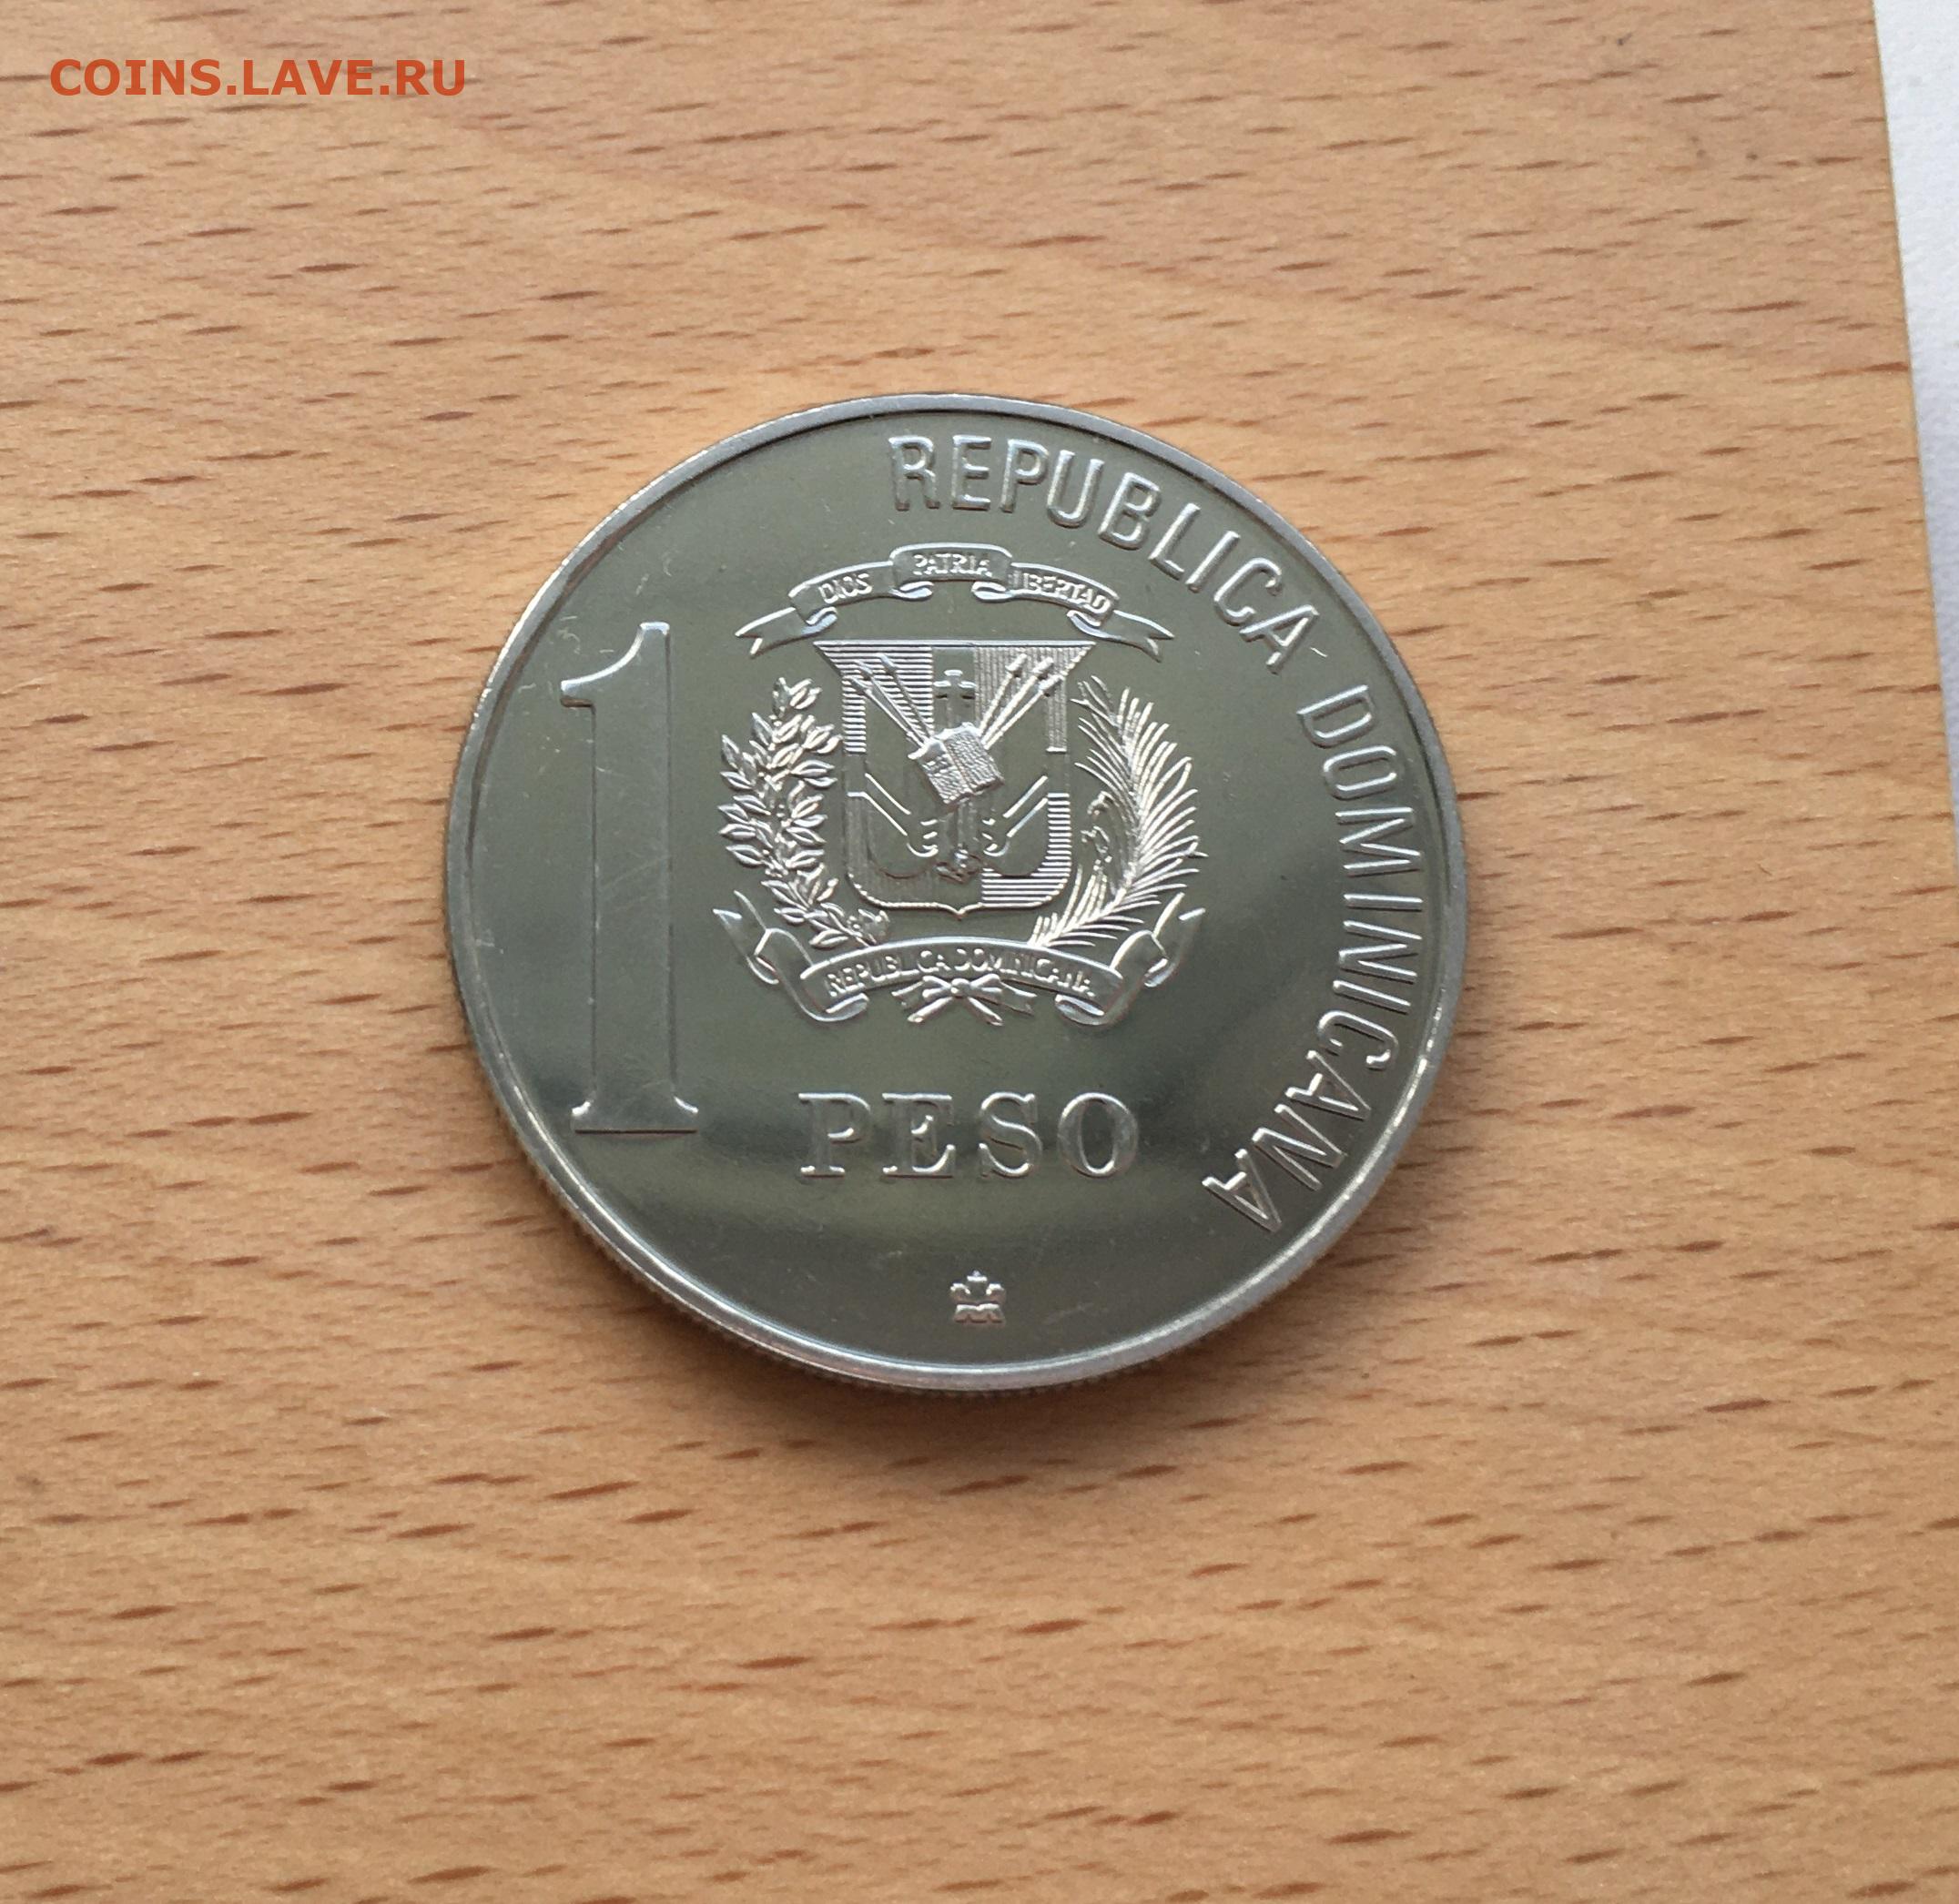 COINS.LAVE.RU
REPUBLICA DOMINICANA
DIOS PATRIA LIBERTAD
1
REPUBLICA DOMINICANA
PESO